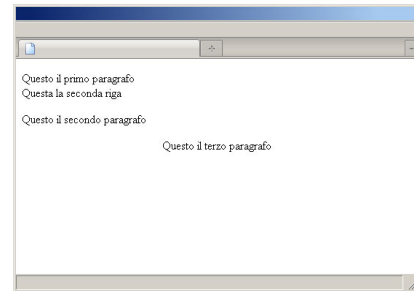 Questo il primo paragrafo
Questa la seconda riga
Questo il secondo paragrafo
Questo il terzo paragrafo